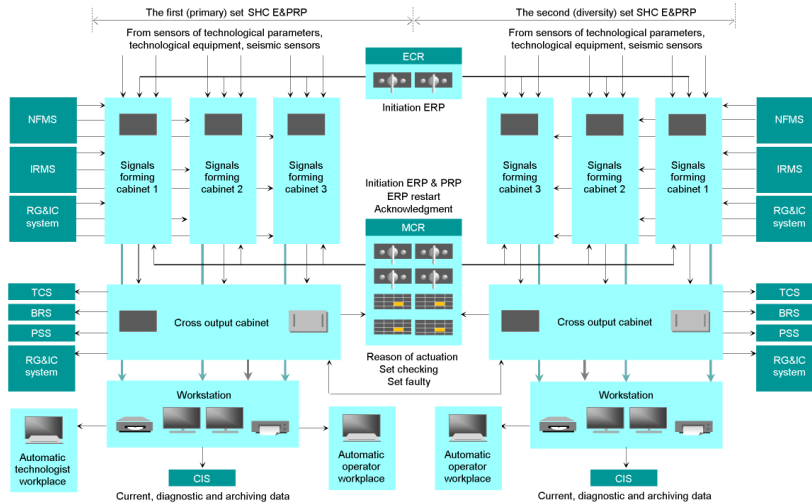 The first (primary) set SHC E&PRP
The second (diversity) set SHC E&PRP
From sensors of technological parameters,
technological equipment, seismic sensors
From sensors of technological parameters,
technological equipment, seismic sensors
ECR
Initiation ERP
NFMS
IRMS
RG&IC
system
Signals
forming
cabinet 1
Signals
forming
cabinet 2
Signals
forming
cabinet 3
Initiation ERP & PRP
ERP restart
Acknowledgment
MCR
Signals
forming
cabinet 3
Signals
forming
cabinet 2
Signals
forming
cabinet 1
NFMS
IRMS
RG&IC
system
TCS
BRS
PSS
RG&IC
system
Cross output cabinet
Reason of actuation
Set checking
Set faulty
Cross output cabinet
TCS
BRS
PSS
RG&IC
system
Workstation
Automatic
technologist
workplace
Automatic
operator
workplace
CIS
Current, diagnostic and archiving data
Workstation
Automatic
operator
workplace
CIS
Current, diagnostic and archiving data